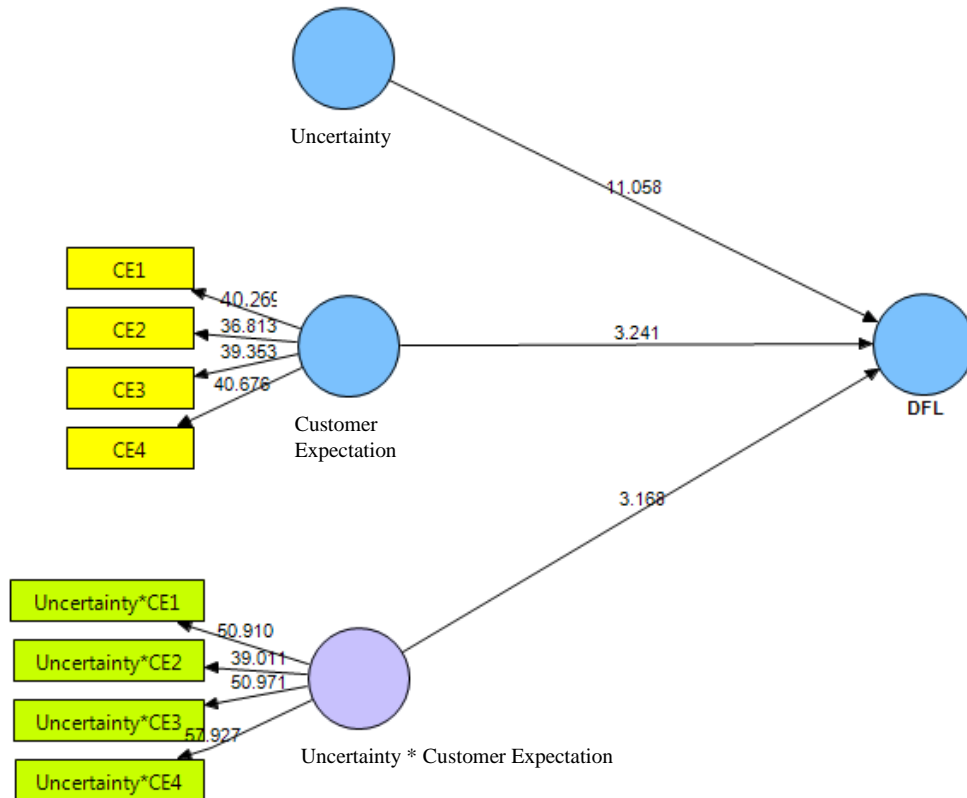 Uncertainty
11.058
CE1
40.269
CE2
36.813
39.353
CE3
40.676
CE4
Customer
Expectation
3.241
DFL
3.168
Uncertainty*CE1
50.910
Uncertainty*CE2
39.011
50.971
Uncertainty*CE3
57.927
Uncertainty*CE4
Uncertainty * Customer Expectation